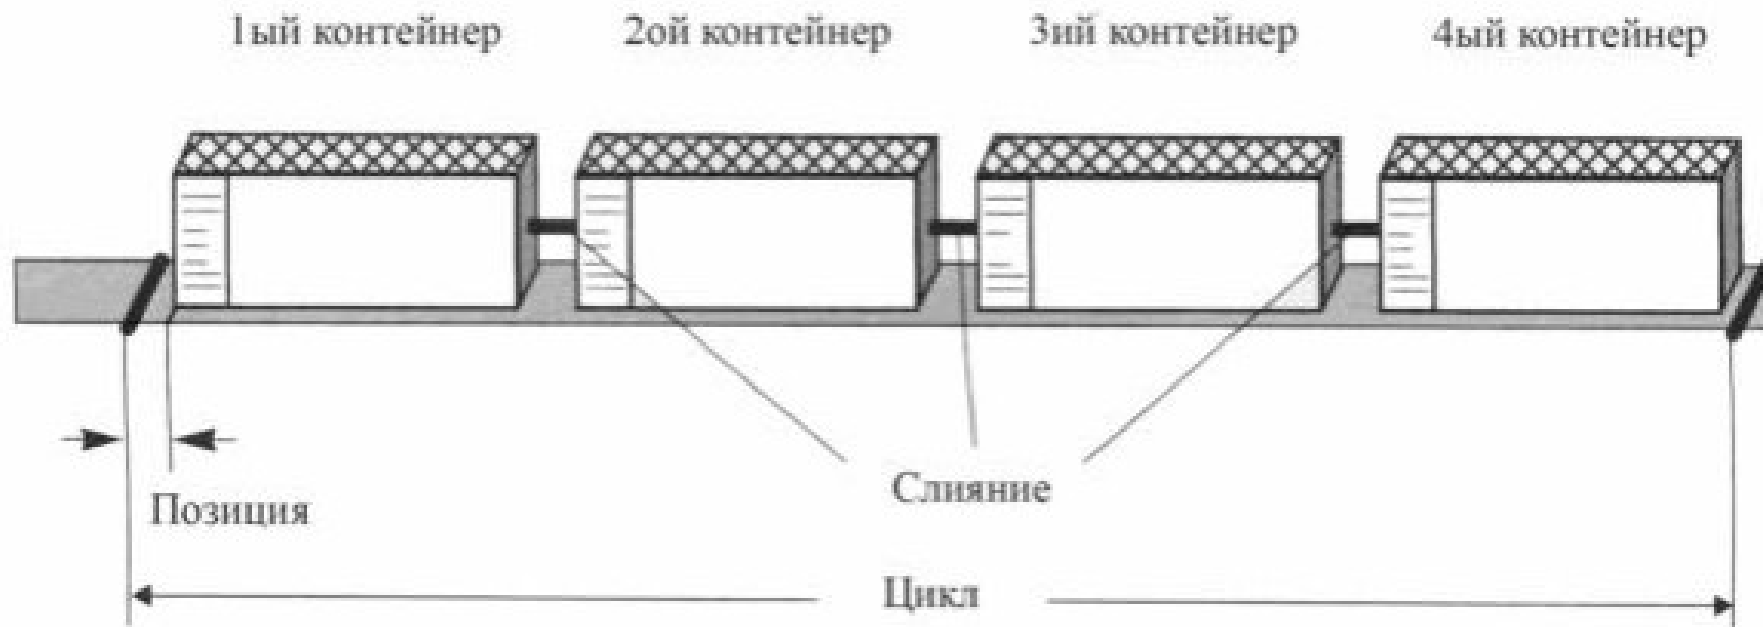 1ый контейнер
2ой контейнер
3ий контейнер
4ый контейнер
Слияние
Позиция
Цикл